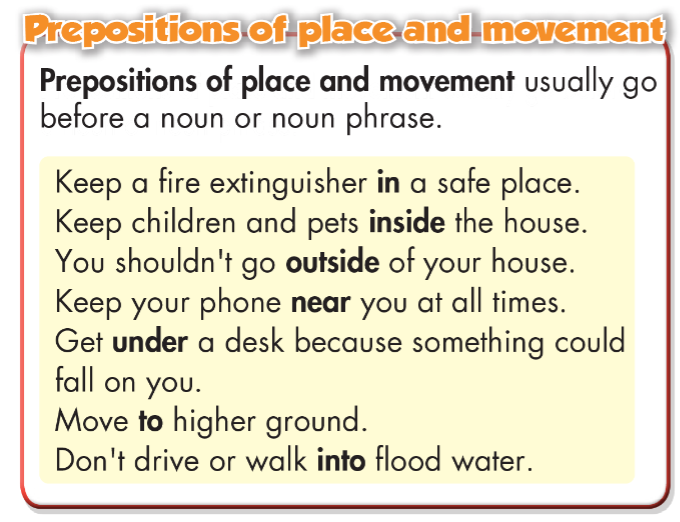 Prepositions of place and movement
Prepositions of place and movement usually go
before a noun or noun phrase.
Keep a fire extinguisher in a safe place.
Keep children and pets inside the house.
You shouldn't go outside of your house.
Keep your phone near you at all times.
Get under a desk because something could
fall on you.
Move to higher ground.
Don't drive or walk into flood water.